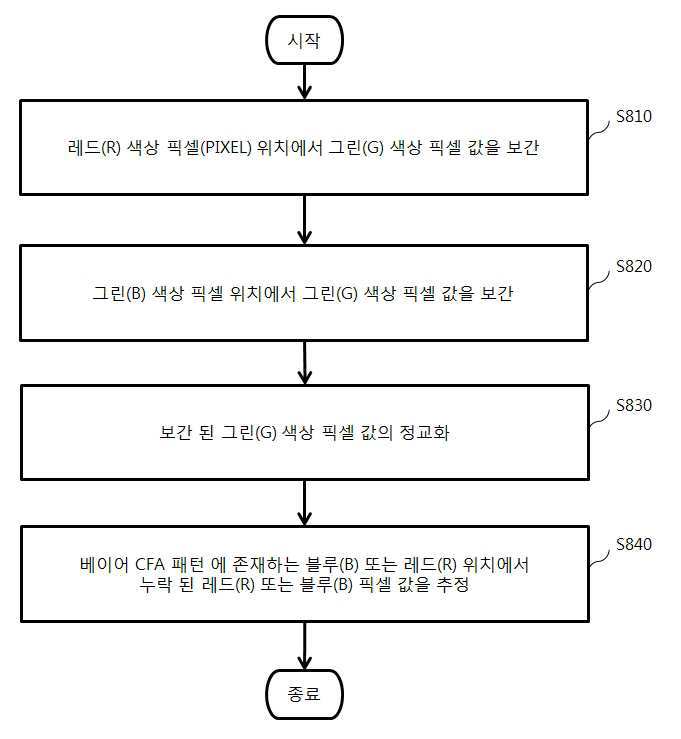 시작
레드(R) 색상 픽셀(PIXEL) 위치에서 그린(G) 색상 픽셀 값을 보간
S810
그린(B) 색상 픽셀 위치에서 그린(G) 색상 픽셀 값을 보간
S820
보간 된 그린(G) 색상 픽셀 값의 정교화
S830
베이어 CFA 패턴 에 존재하는 블루(B) 또는 레드(R) 위치에서
누락 된 레드(R) 또는 블루(B) 픽셀 값을 추정
S840
종료